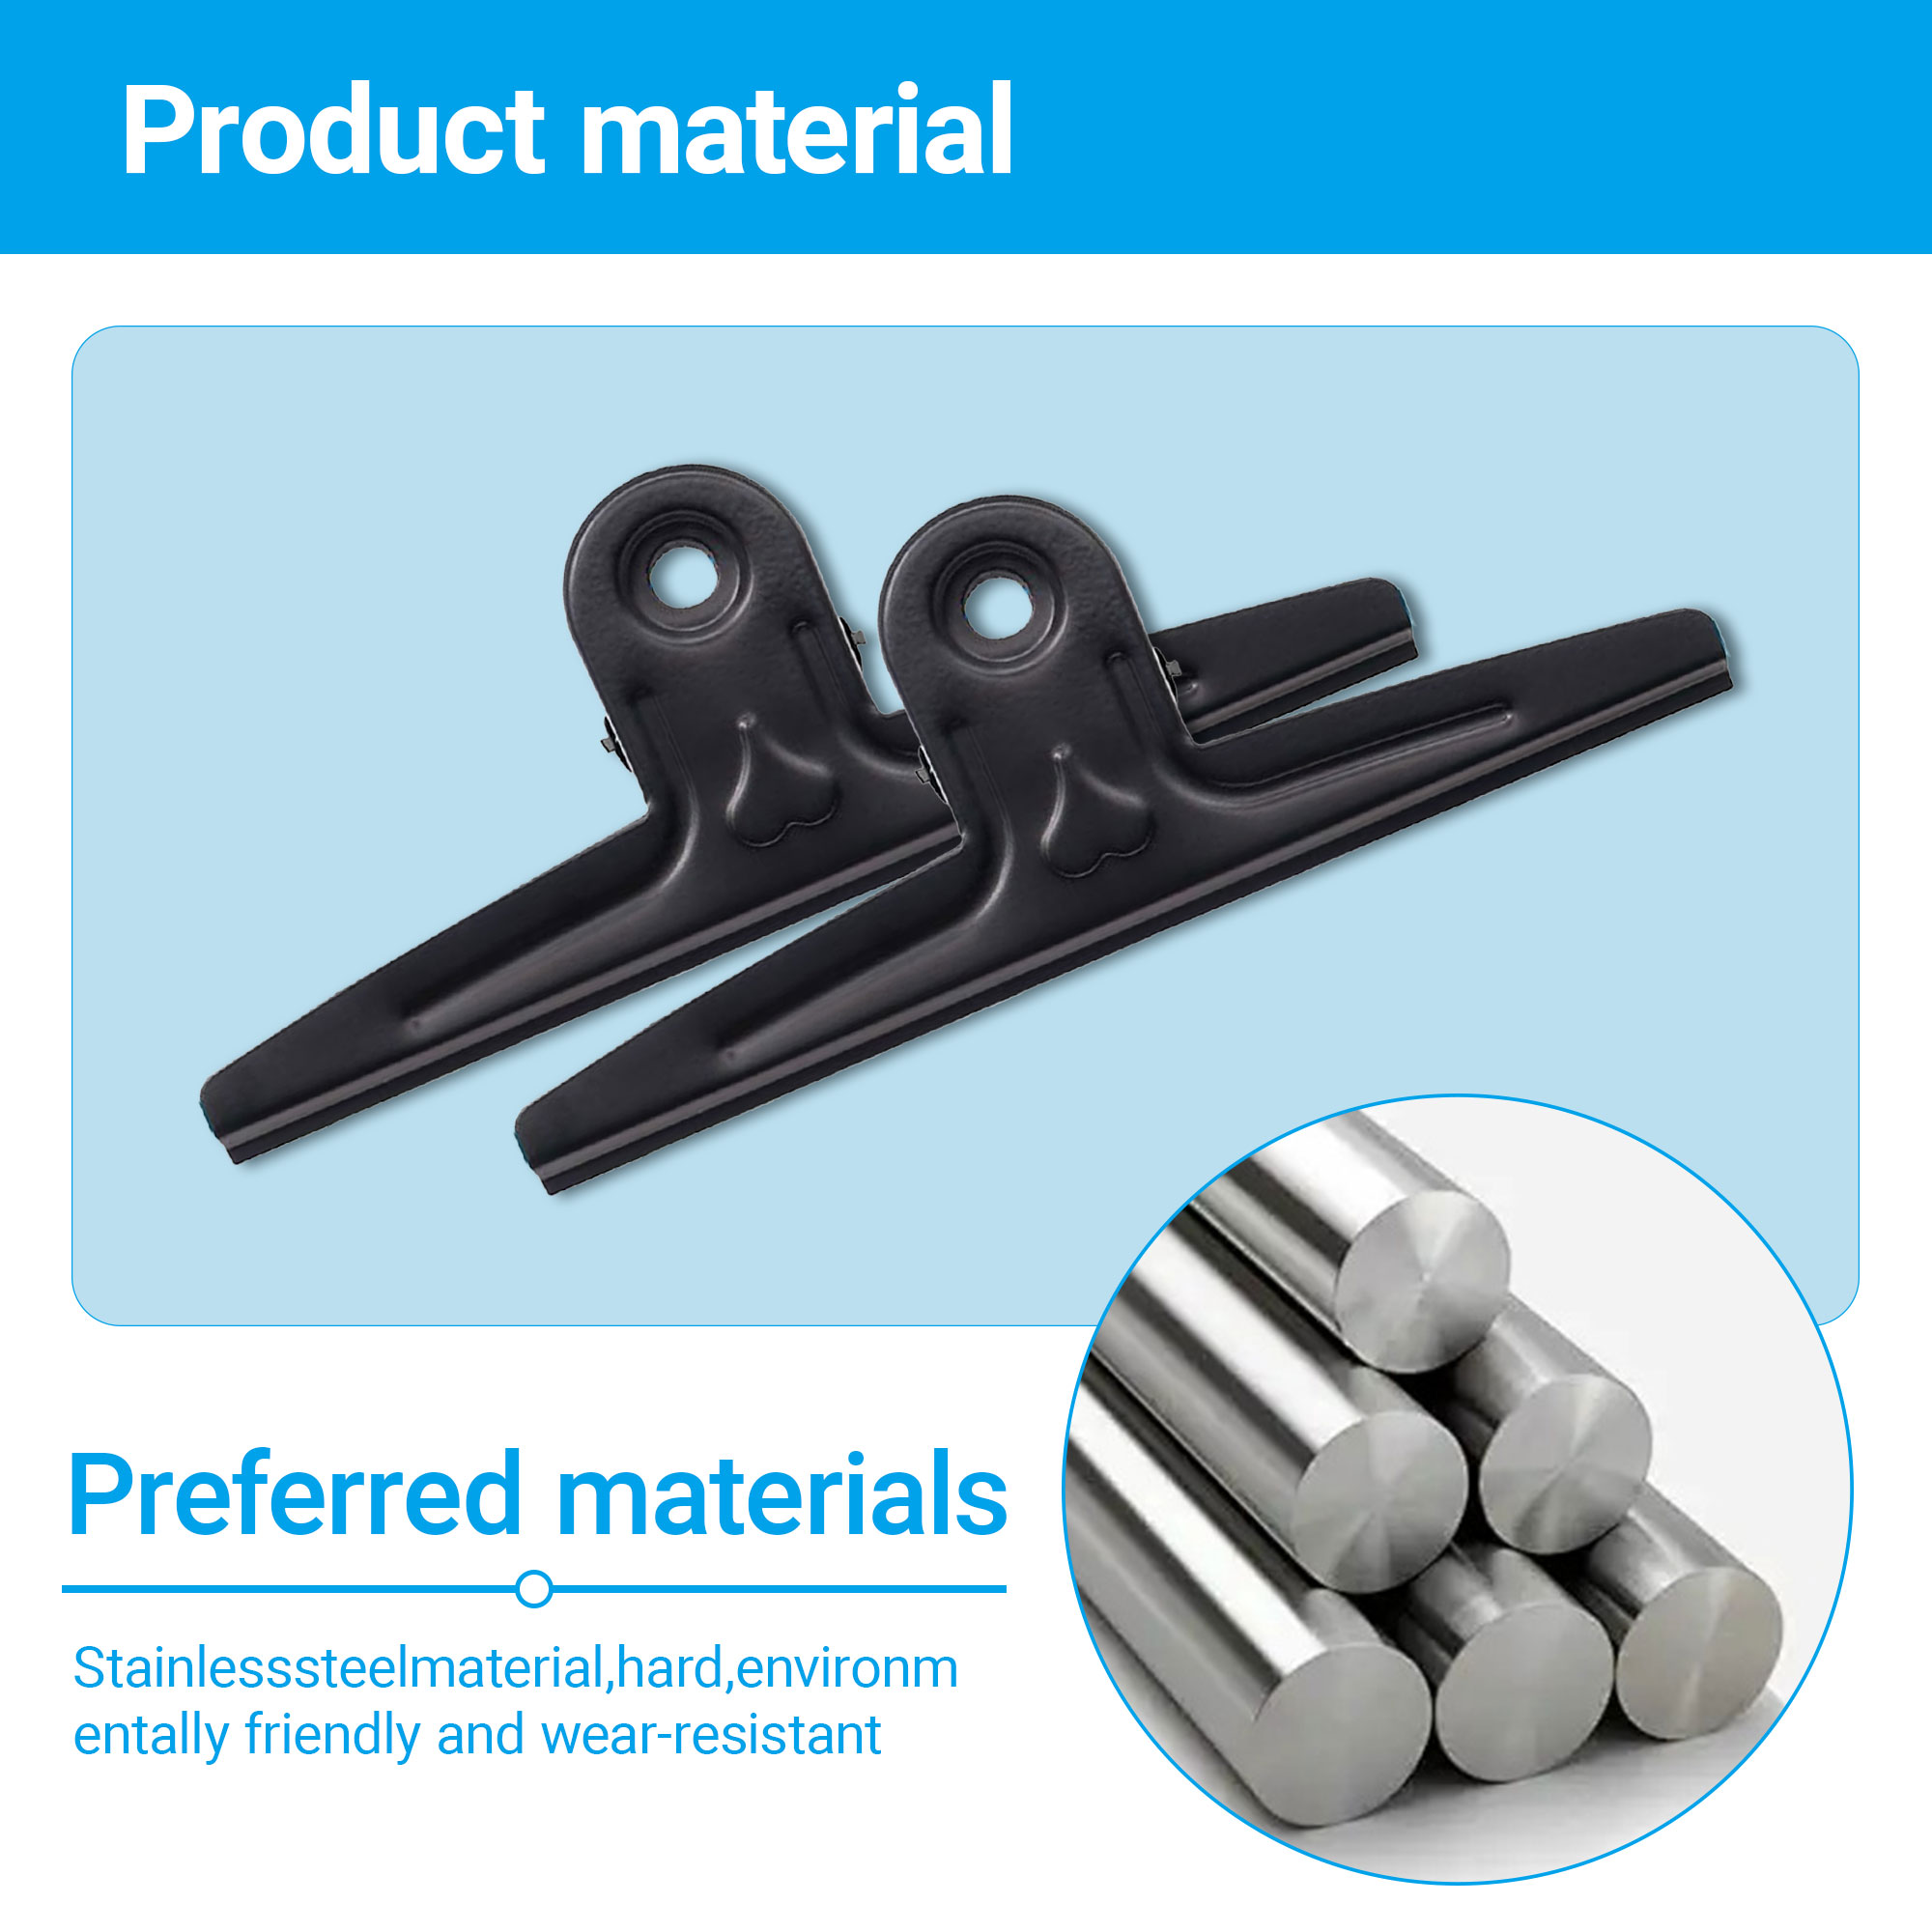 Product material
Preferred materials
Stainlesssteelmaterial,hard,environm
entally friendly and wear-resistant